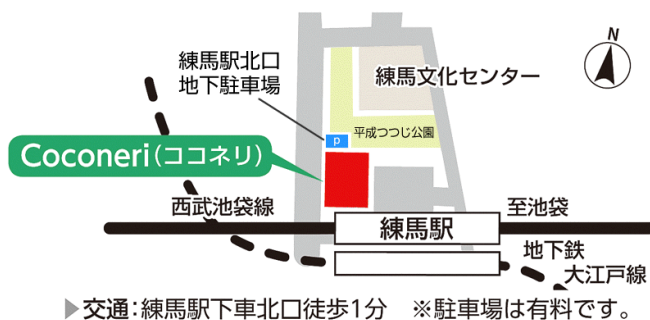 N
練馬駅北口
地下駐車場
練馬文化センター
P
平成つつじ公園
Coconeri(ココネリ)
西武池袋線
至池袋
練馬駅
地下鉄
大江戸線
▶交通:練馬駅下車北口徒歩1分 ※駐車場は有料です。